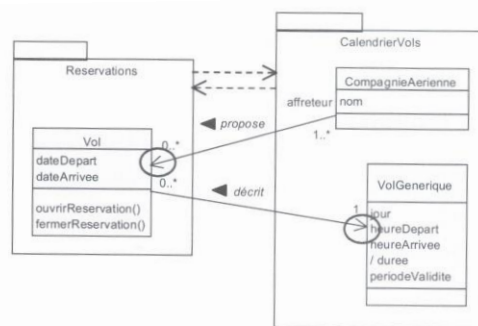 Reservations
Vol
dateDepart
dateArrivee
ouvrirReservation()
fermerReservation()
CalendrierVols
CompagnieAerienne
nom
affreteur
1..*
◄ propose
0..*
0..*
◄ décrit
1
VolGenerique
jour
heureDepart
heureArrivee
/ duree
periodeValidite